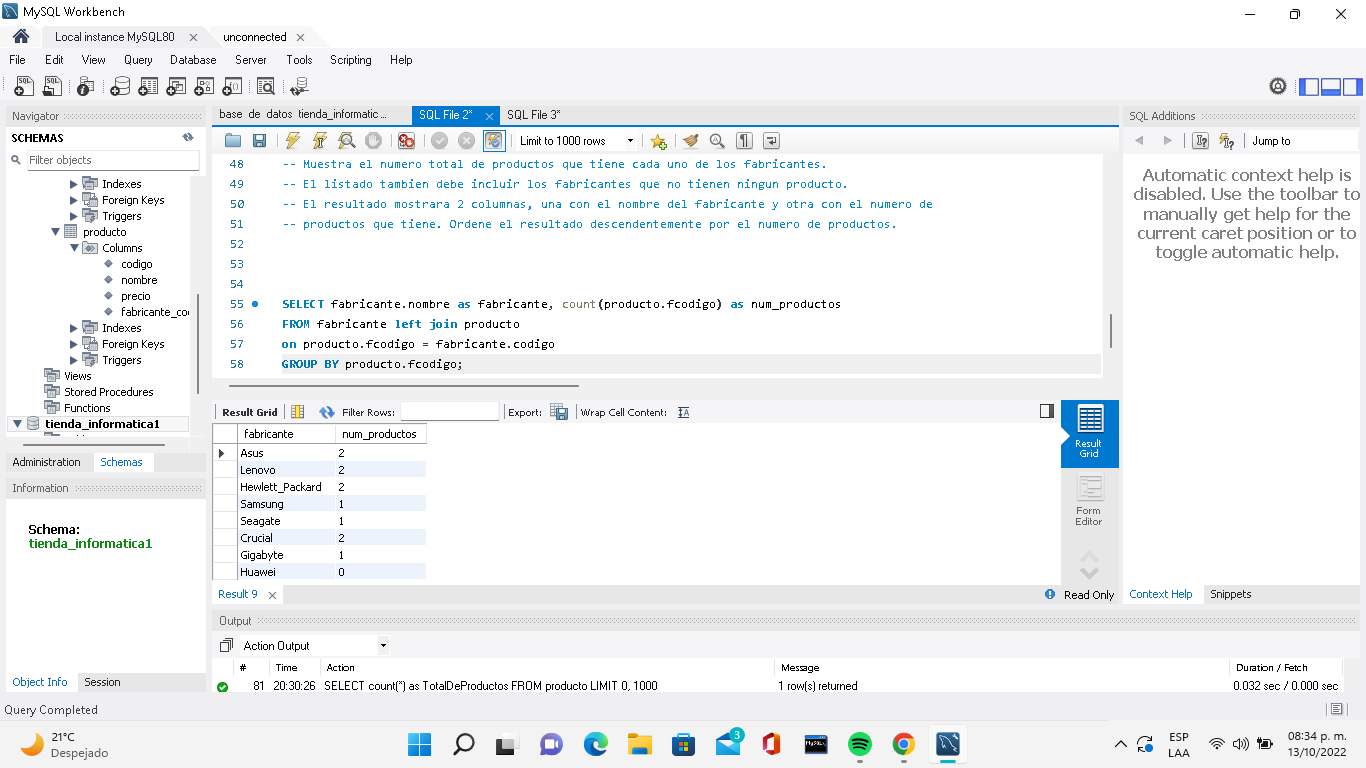 MySQL Workbench
Local instance MySQL80
unconnected
File Edit View Query Database Server Tools Scripting Help
Navigator
SCHEMAS
Filter objects
Indexes
Foreign Keys
Triggers
producto
Columns
codigo
nombre
precio
fabricante_co
Indexes
Foreign Keys
Triggers
Views
Stored Procedures
Functions
tienda_informatica1
Administration Schemas
Information
Schema:
tienda_informatica1
Object Info Session
base de datos tienda_informatic ... SQL File 2* SQL File 3*
Limit to 1000 rows
48 -- Muestra el numero total de productos que tiene cada uno de los fabricantes.
49 -- El listado tambien debe incluir los fabricantes que no tienen ningun producto.
50 -- El resultado mostrara 2 columnas, una con el nombre del fabricante y otra con el numero de
51 -- productos que tiene. Ordene el resultado descendentemente por el numero de productos.
52
53
54
55 SELECT fabricante.nombre as fabricante, count(producto.fcodigo) as num_productos
56 FROM fabricante left join producto
57 on producto.fcodigo = fabricante.codigo
58 GROUP BY producto.fcodigo;
Result Grid Filter Rows: Export: Wrap Cell Content:
fabricante num_productos
Asus 2
Lenovo 2
Hewlett_Packard 2
Samsung 1
Seagate 1
Crucial 2
Gigabyte 1
Huawei 0
Result Grid
Form Editor
Result 9
Read Only
SQL Additions
Jump to
Automatic context help is
disabled. Use the toolbar to
manually get help for the
current caret position or to
toggle automatic help.
Context Help Snippets
Output
Action Output
# Time Action Message Duration / Fetch
81 20:30:26 SELECT count(*) as TotalDeProductos FROM producto LIMIT 0, 1000 1 row(s) returned 0.032 sec / 0.000 sec
Query Completed
21°C
Despejado
3
ESP
LAA
08:34 p. m.
13/10/2022